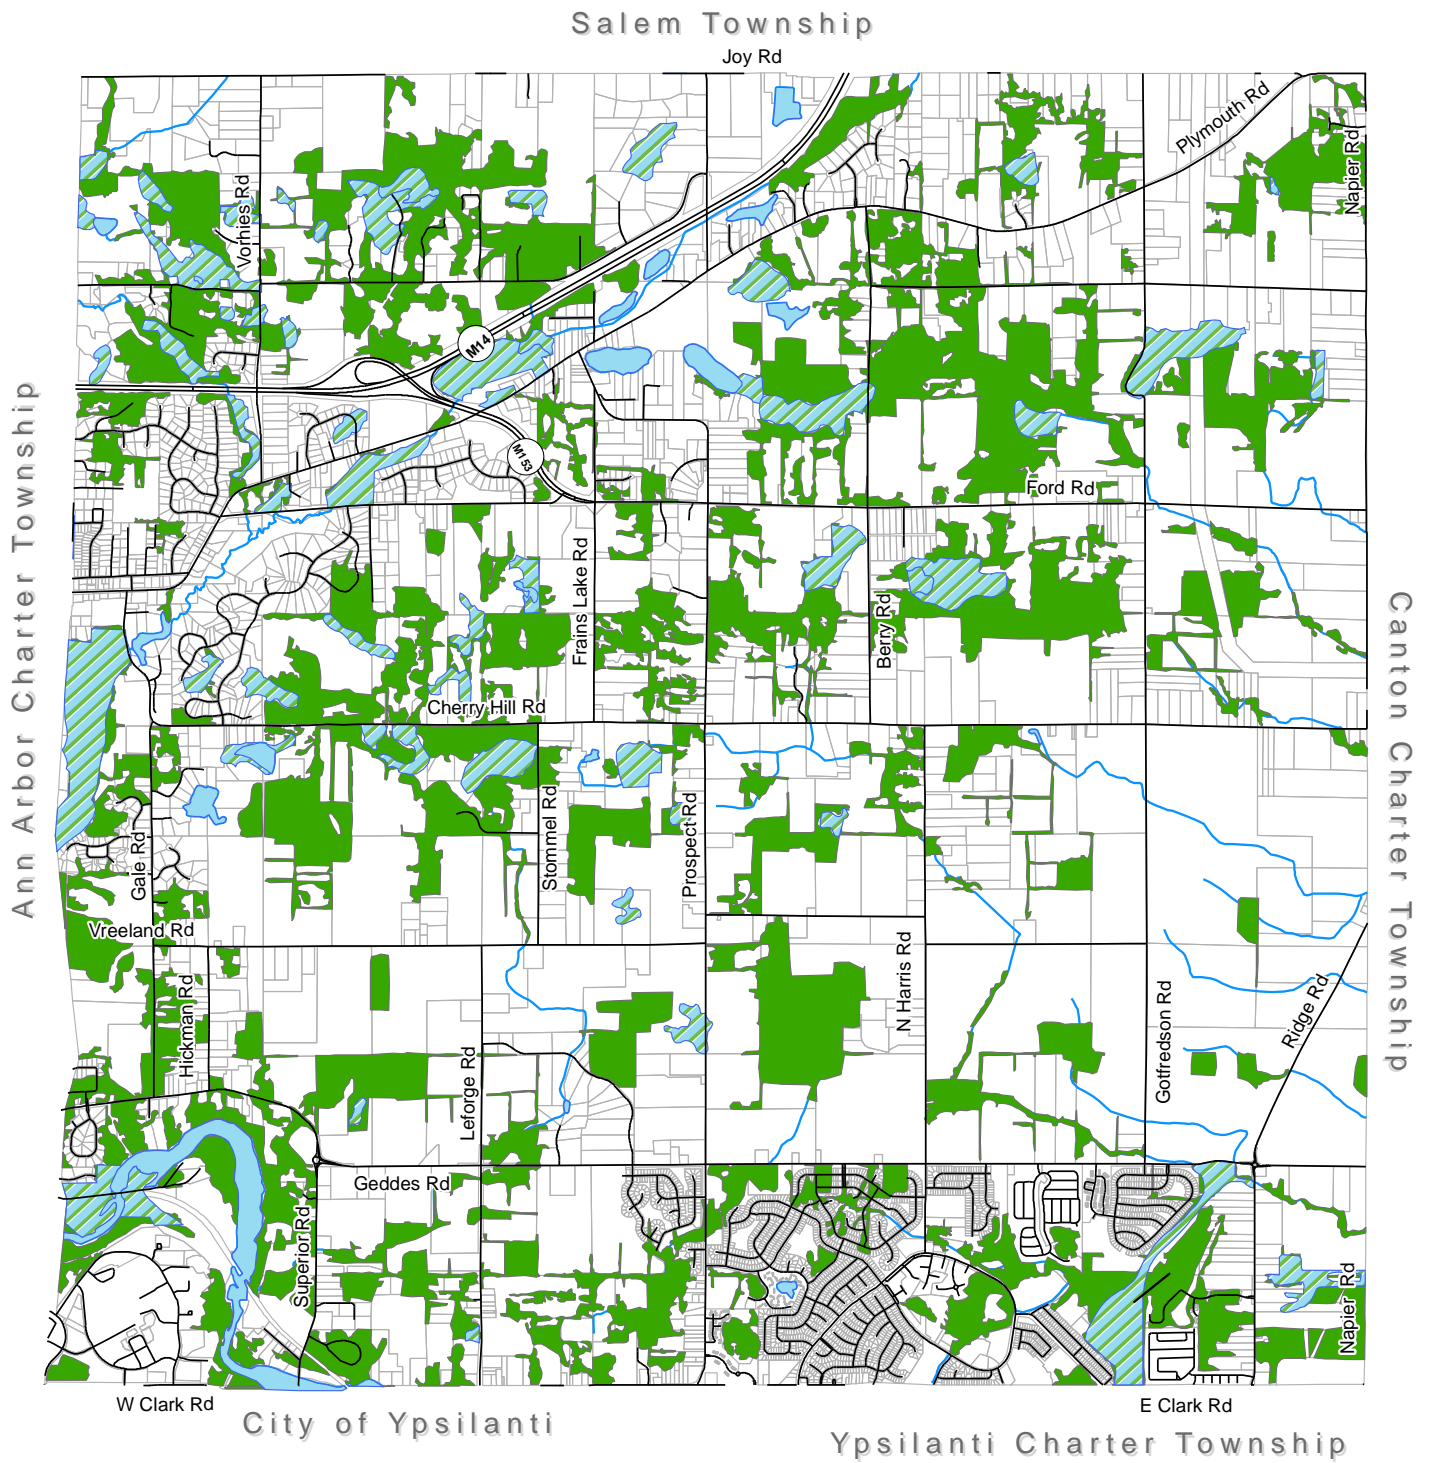 Salem Township
Joy Rd
Plymouth Rd
Napier Rd
Vorhies Rd
M14
Ann Arbor Charter Township
M153
Ford Rd
Frains Lake Rd
Berry Rd
Canton Charter Township
Cherry Hill Rd
Stommel Rd
Prospect Rd
Gale Rd
Vreeland Rd
N Harris Rd
Hickman Rd
Gotfredson Rd
Ridge Rd
Leforge Rd
Geddes Rd
Superior Rd
Napier Rd
W Clark Rd
E Clark Rd
City of Ypsilanti
Ypsilanti Charter Township